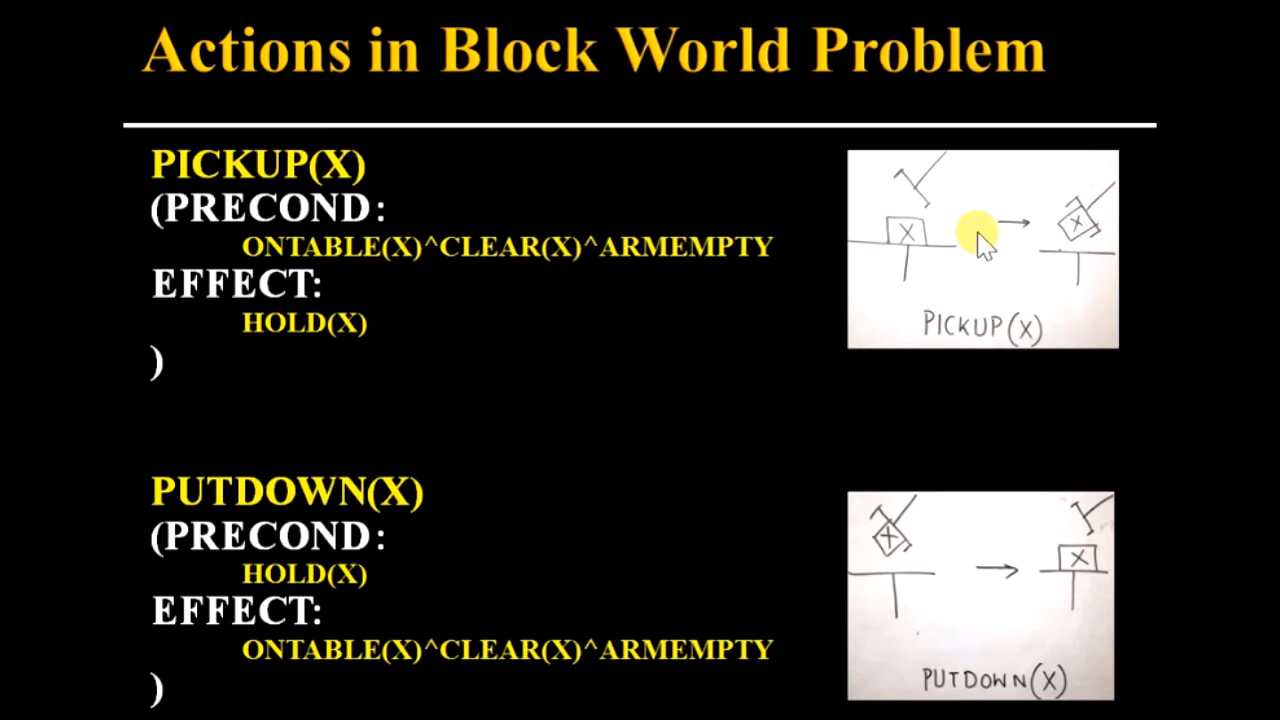 Actions in Block World Problem
PICKUP(X)
(PRECOND:
ONTABLE(X)^CLEAR(X)^ARMEMPTY
EFFECT:
HOLD(X)
)
X
X
PICKUP(X)
PUTDOWN(X)
(PRECOND:
HOLD(X)
EFFECT:
ONTABLE(X)^CLEAR(X)^ARMEMPTY
)
X
X
PUTDOWN(X)